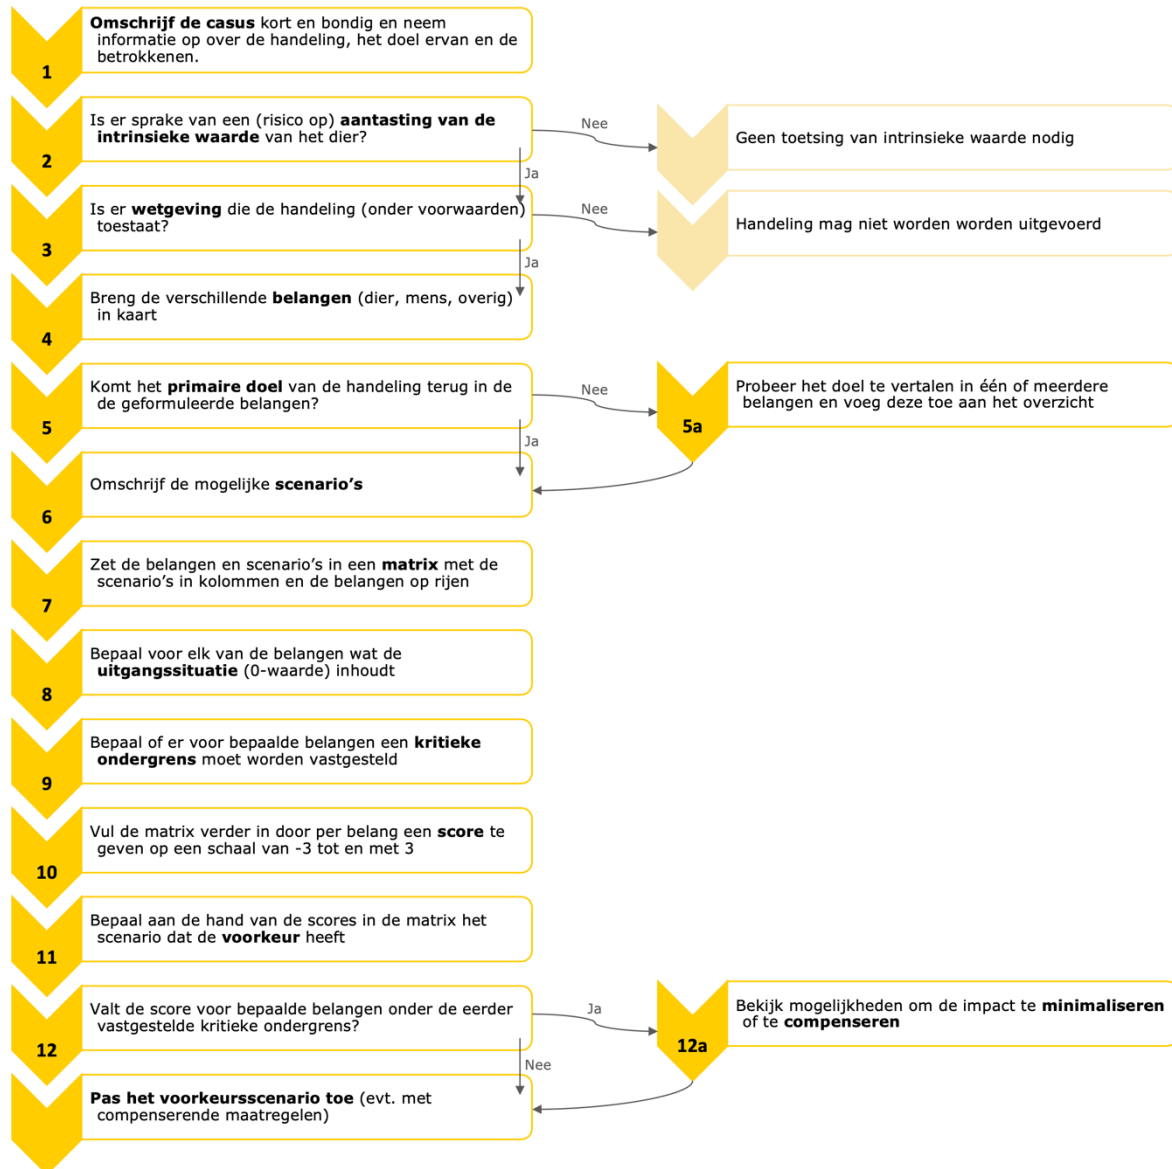 Omschrijf de casus kort en bondig en neem
informatie op over de handeling, het doel ervan en de
betrokkenen.
1
Is er sprake van een (risico op) aantasting van de
intrinsieke waarde van het dier?
2
Nee
Geen toetsing van intrinsieke waarde nodig
Ja
Is er wetgeving die de handeling (onder voorwaarden)
toestaat?
3
Nee
Handeling mag niet worden worden uitgevoerd
Ja
Breng de verschillende belangen (dier, mens, overig)
in kaart
4
Komt het primaire doel van de handeling terug in de
de geformuleerde belangen?
5
Nee
Probeer het doel te vertalen in één of meerdere
belangen en voeg deze toe aan het overzicht
5a
Ja
Omschrijf de mogelijke scenario’s
6
Zet de belangen en scenario’s in een matrix met de
scenario’s in kolommen en de belangen op rijen
7
Bepaal voor elk van de belangen wat de
uitgangssituatie (0-waarde) inhoudt
8
Bepaal of er voor bepaalde belangen een kritieke
ondergrens moet worden vastgesteld
9
Vul de matrix verder in door per belang een score te
geven op een schaal van -3 tot en met 3
10
Bepaal aan de hand van de scores in de matrix het
scenario dat de voorkeur heeft
11
Valt de score voor bepaalde belangen onder de eerder
vastgestelde kritieke ondergrens?
12
Ja
Bekijk mogelijkheden om de impact te minimaliseren
of te compenseren
12a
Nee
Pas het voorkeursscenario toe (evt. met
compenserende maatregelen)